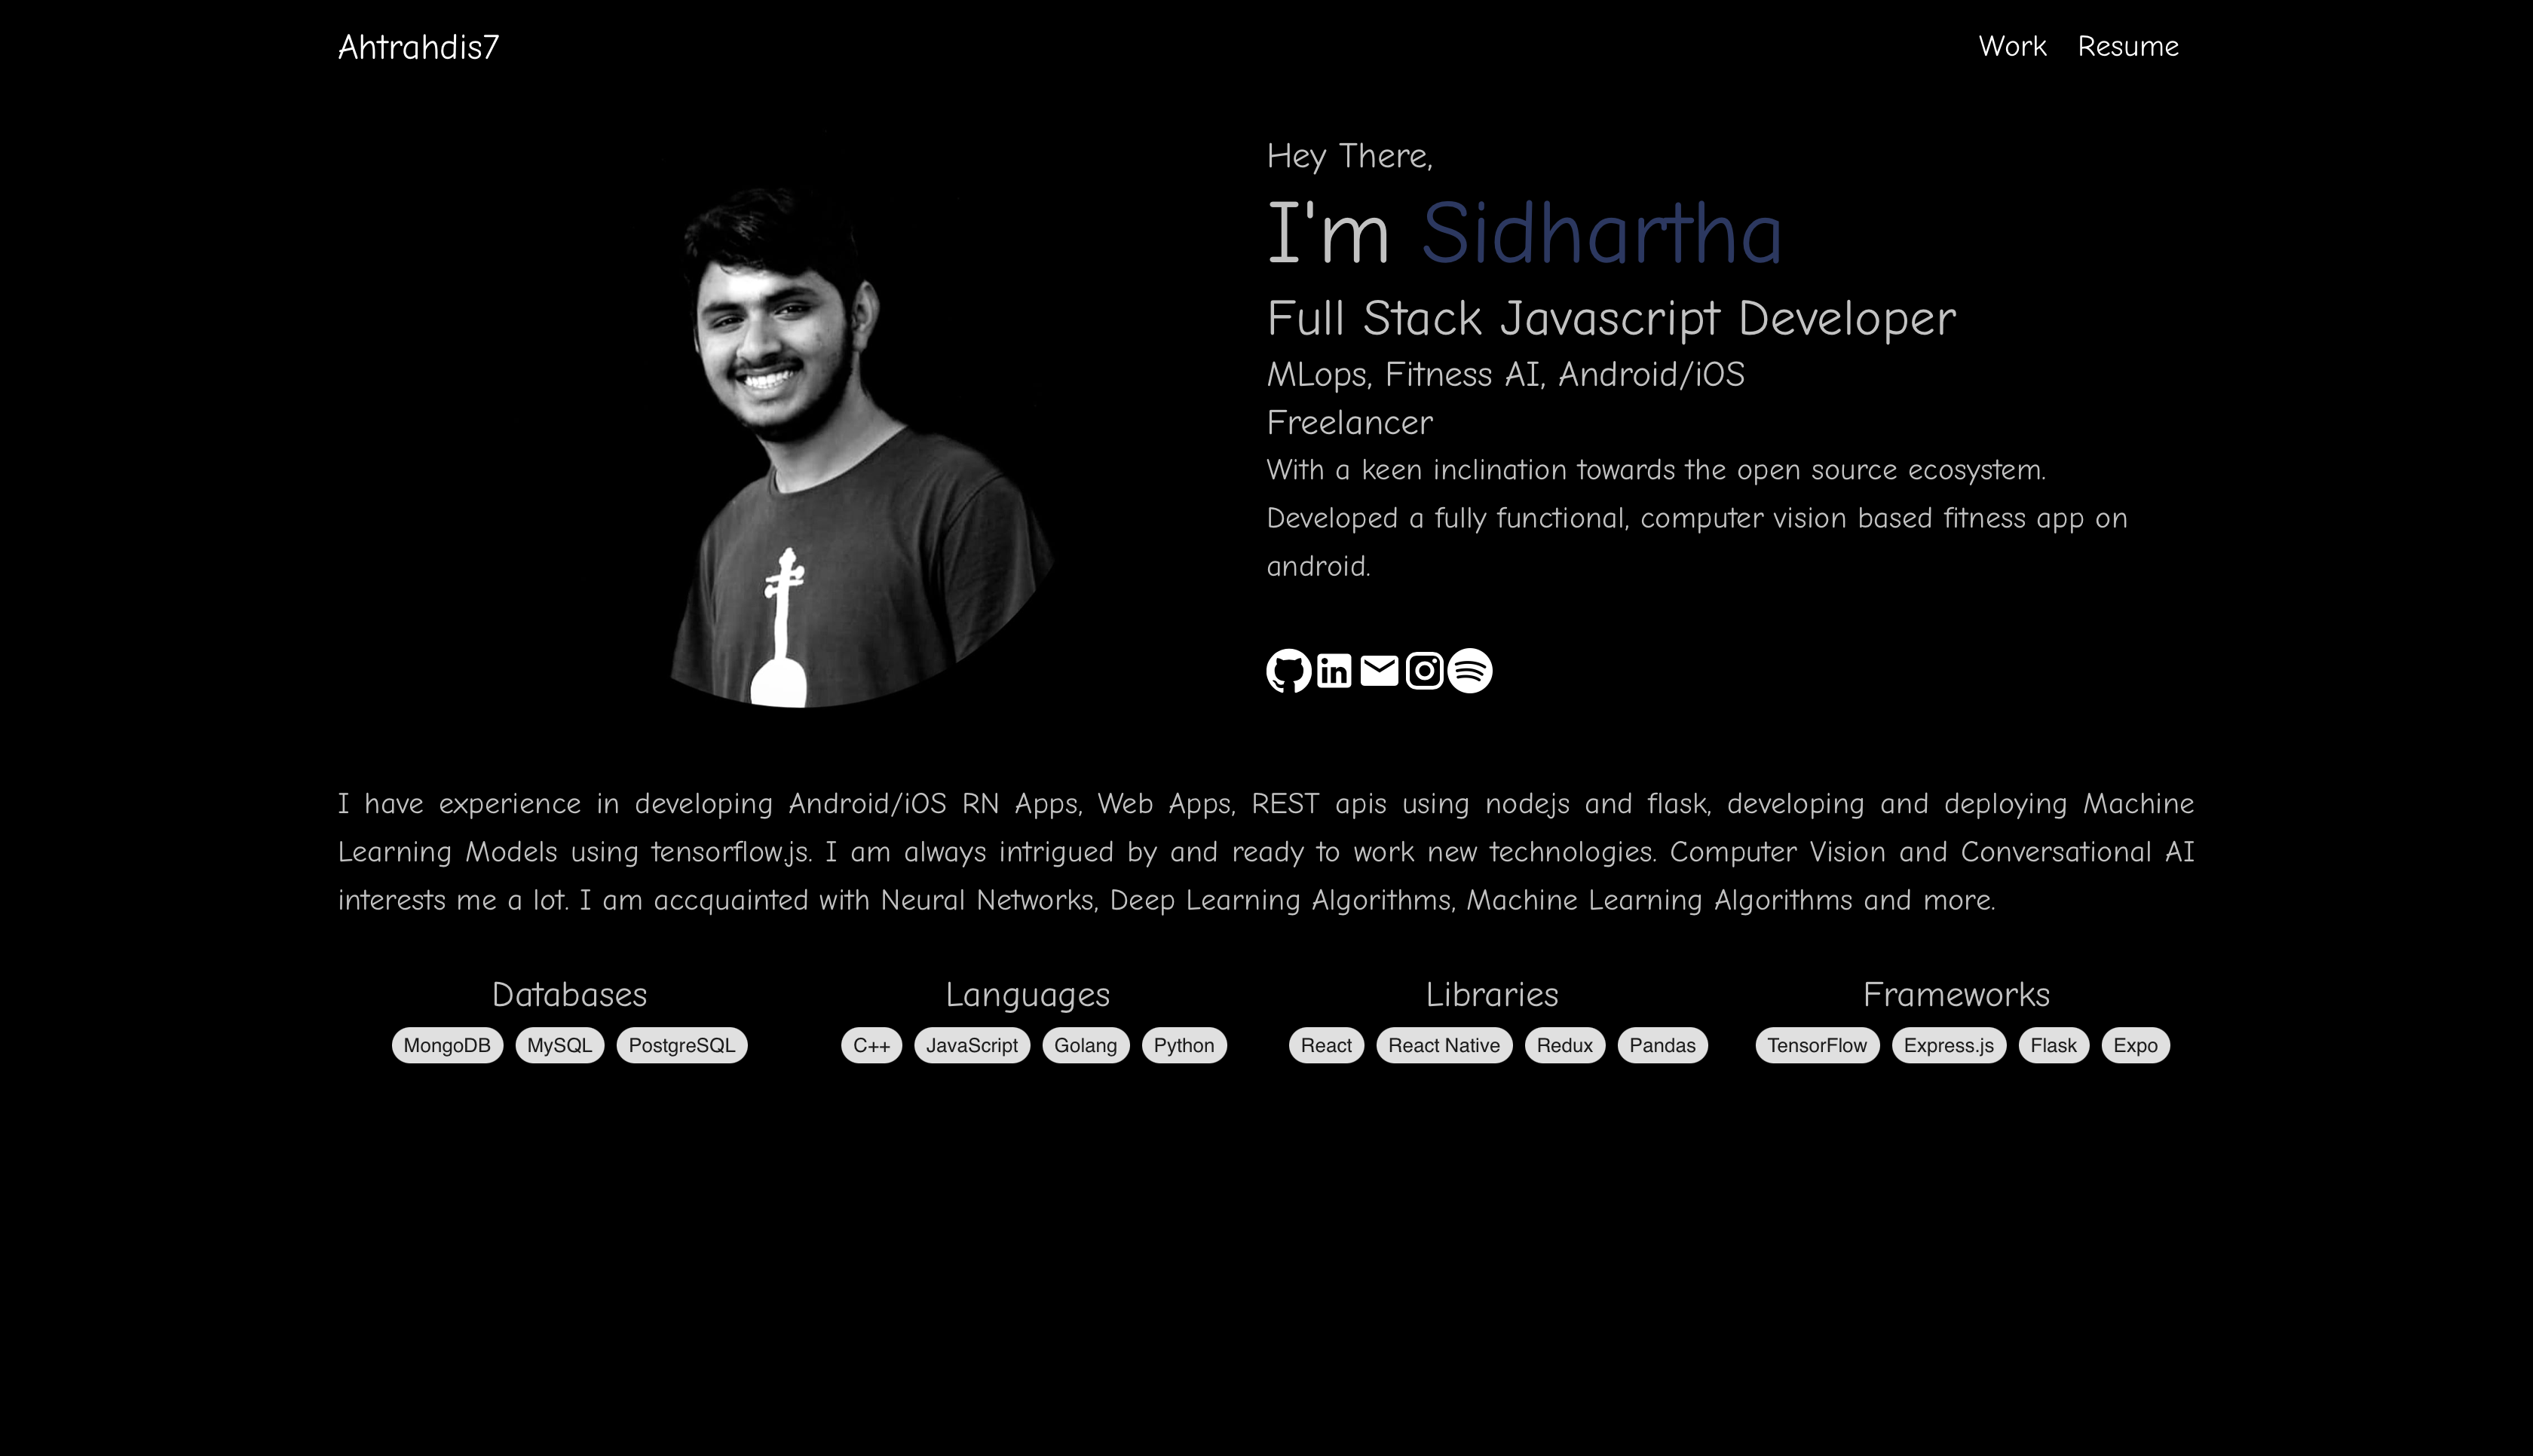 Ahtrahdis7
Work Resume
Hey There,
I'm Sidhartha
Full Stack Javascript Developer
MLops, Fitness AI, Android/iOS
Freelancer
With a keen inclination towards the open source ecosystem.
Developed a fully functional, computer vision based fitness app on
android.
in
I have experience in developing Android/iOS RN Apps, Web Apps, REST apis using nodejs and flask, developing and deploying Machine
Learning Models using tensorflow.js. I am always intrigued by and ready to work new technologies. Computer Vision and Conversational AI
interests me a lot. I am accquainted with Neural Networks, Deep Learning Algorithms, Machine Learning Algorithms and more.
Databases
MongoDB MySQL PostgreSQL
Languages
C++ JavaScript Golang Python
Libraries
React React Native Redux Pandas
Frameworks
TensorFlow Express.js Flask Expo